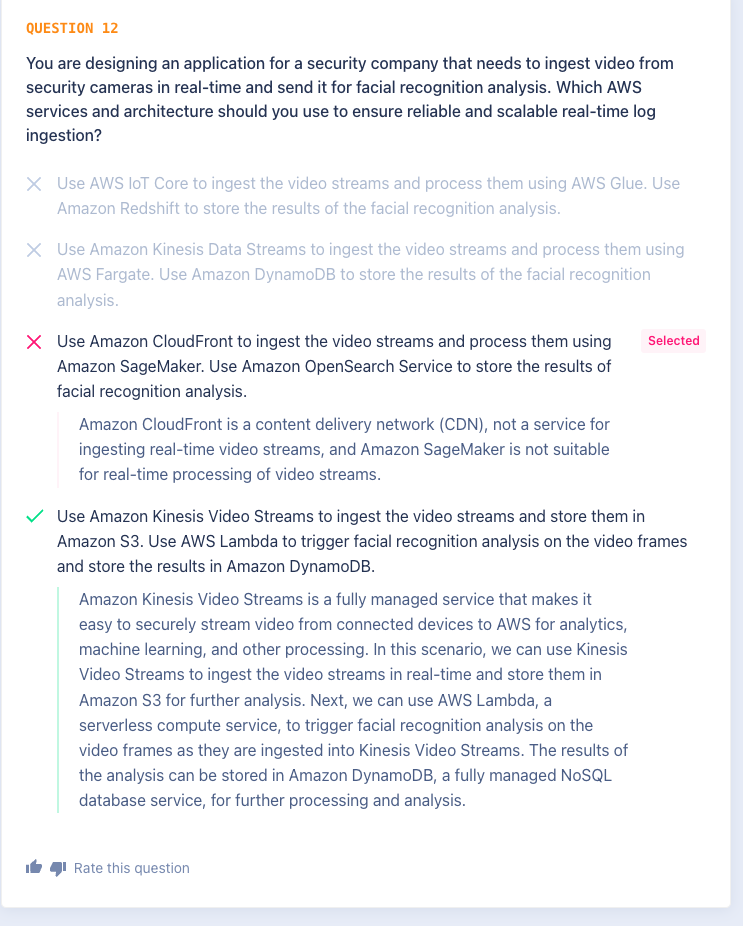 QUESTION 12
You are designing an application for a security company that needs to ingest video from
security cameras in real-time and send it for facial recognition analysis. Which AWS
services and architecture should you use to ensure reliable and scalable real-time log
ingestion?
Use AWS IoT Core to ingest the video streams and process them using AWS Glue. Use
Amazon Redshift to store the results of the facial recognition analysis.
Use Amazon Kinesis Data Streams to ingest the video streams and process them using
AWS Fargate. Use Amazon DynamoDB to store the results of the facial recognition
analysis.
Use Amazon CloudFront to ingest the video streams and process them using
Selected
Amazon SageMaker. Use Amazon OpenSearch Service to store the results of
facial recognition analysis.
Amazon CloudFront is a content delivery network (CDN), not a service for
ingesting real-time video streams, and Amazon SageMaker is not suitable
for real-time processing of video streams.
Use Amazon Kinesis Video Streams to ingest the video streams and store them in
Amazon S3. Use AWS Lambda to trigger facial recognition analysis on the video frames
and store the results in Amazon DynamoDB.
Amazon Kinesis Video Streams is a fully managed service that makes it
easy to securely stream video from connected devices to AWS for analytics,
machine learning, and other processing. In this scenario, we can use Kinesis
Video Streams to ingest the video streams in real-time and store them in
Amazon S3 for further analysis. Next, we can use AWS Lambda, a
serverless compute service, to trigger facial recognition analysis on the
video frames as they are ingested into Kinesis Video Streams. The results of
the analysis can be stored in Amazon DynamoDB, a fully managed NoSQL
database service, for further processing and analysis.
Rate this question